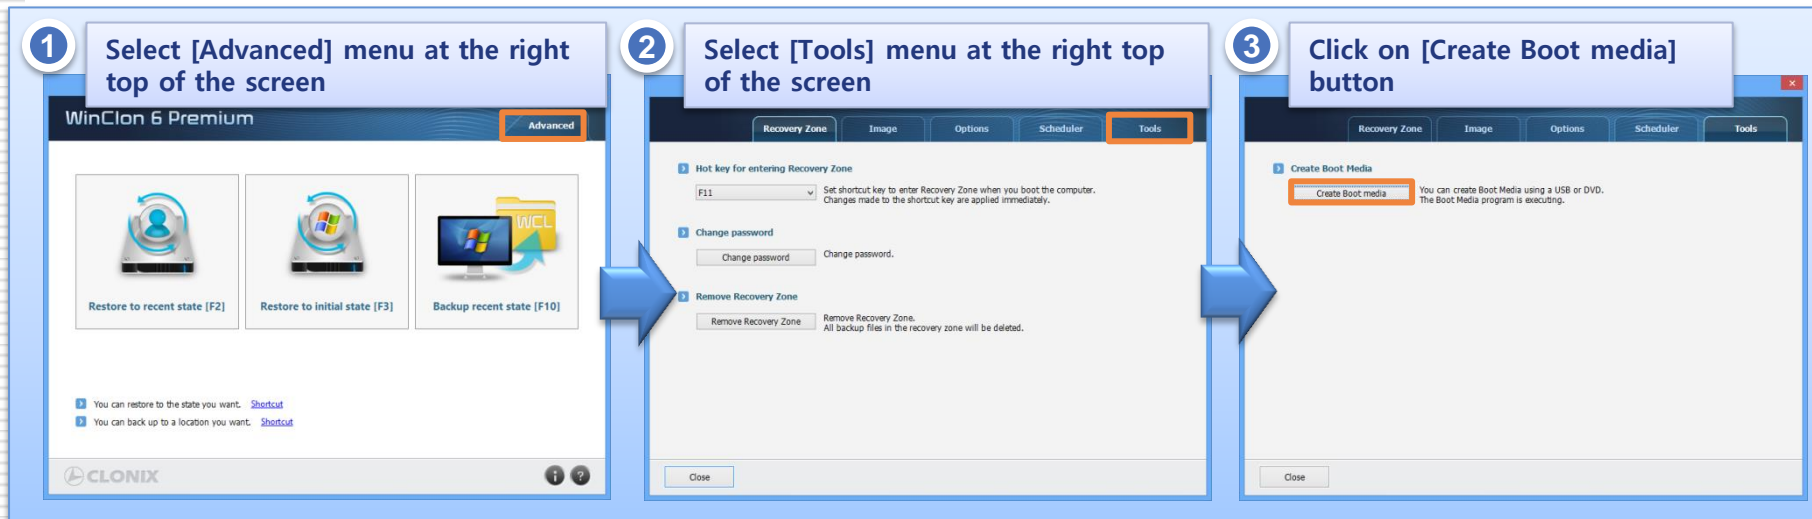 1
Select [Advanced] menu at the right
top of the screen
WinClon 6 Premium
Advanced
WCL
Restore to recent state [F2]
Restore to initial state [F3]
Backup recent state [F10]
You can restore to the state you want. Shortcut
You can back up to a location you want. Shortcut
CLONIX
i ?
2
Select [Tools] menu at the right top
of the screen
Recovery Zone Image Options Scheduler Tools
Hot key for entering Recovery Zone
F11
Set shortcut key to enter Recovery Zone when you boot the computer.
Changes made to the shortcut key are applied immediately.
Change password
Change password
Change password.
Remove Recovery Zone
Remove Recovery Zone
Remove Recovery Zone.
All backup files in the recovery zone will be deleted.
Close
3
Click on [Create Boot media]
button
Recovery Zone Image Options Scheduler Tools
Create Boot Media
Create Boot media
You can create Boot Media using a USB or DVD.
The Boot Media program is executing.
Close